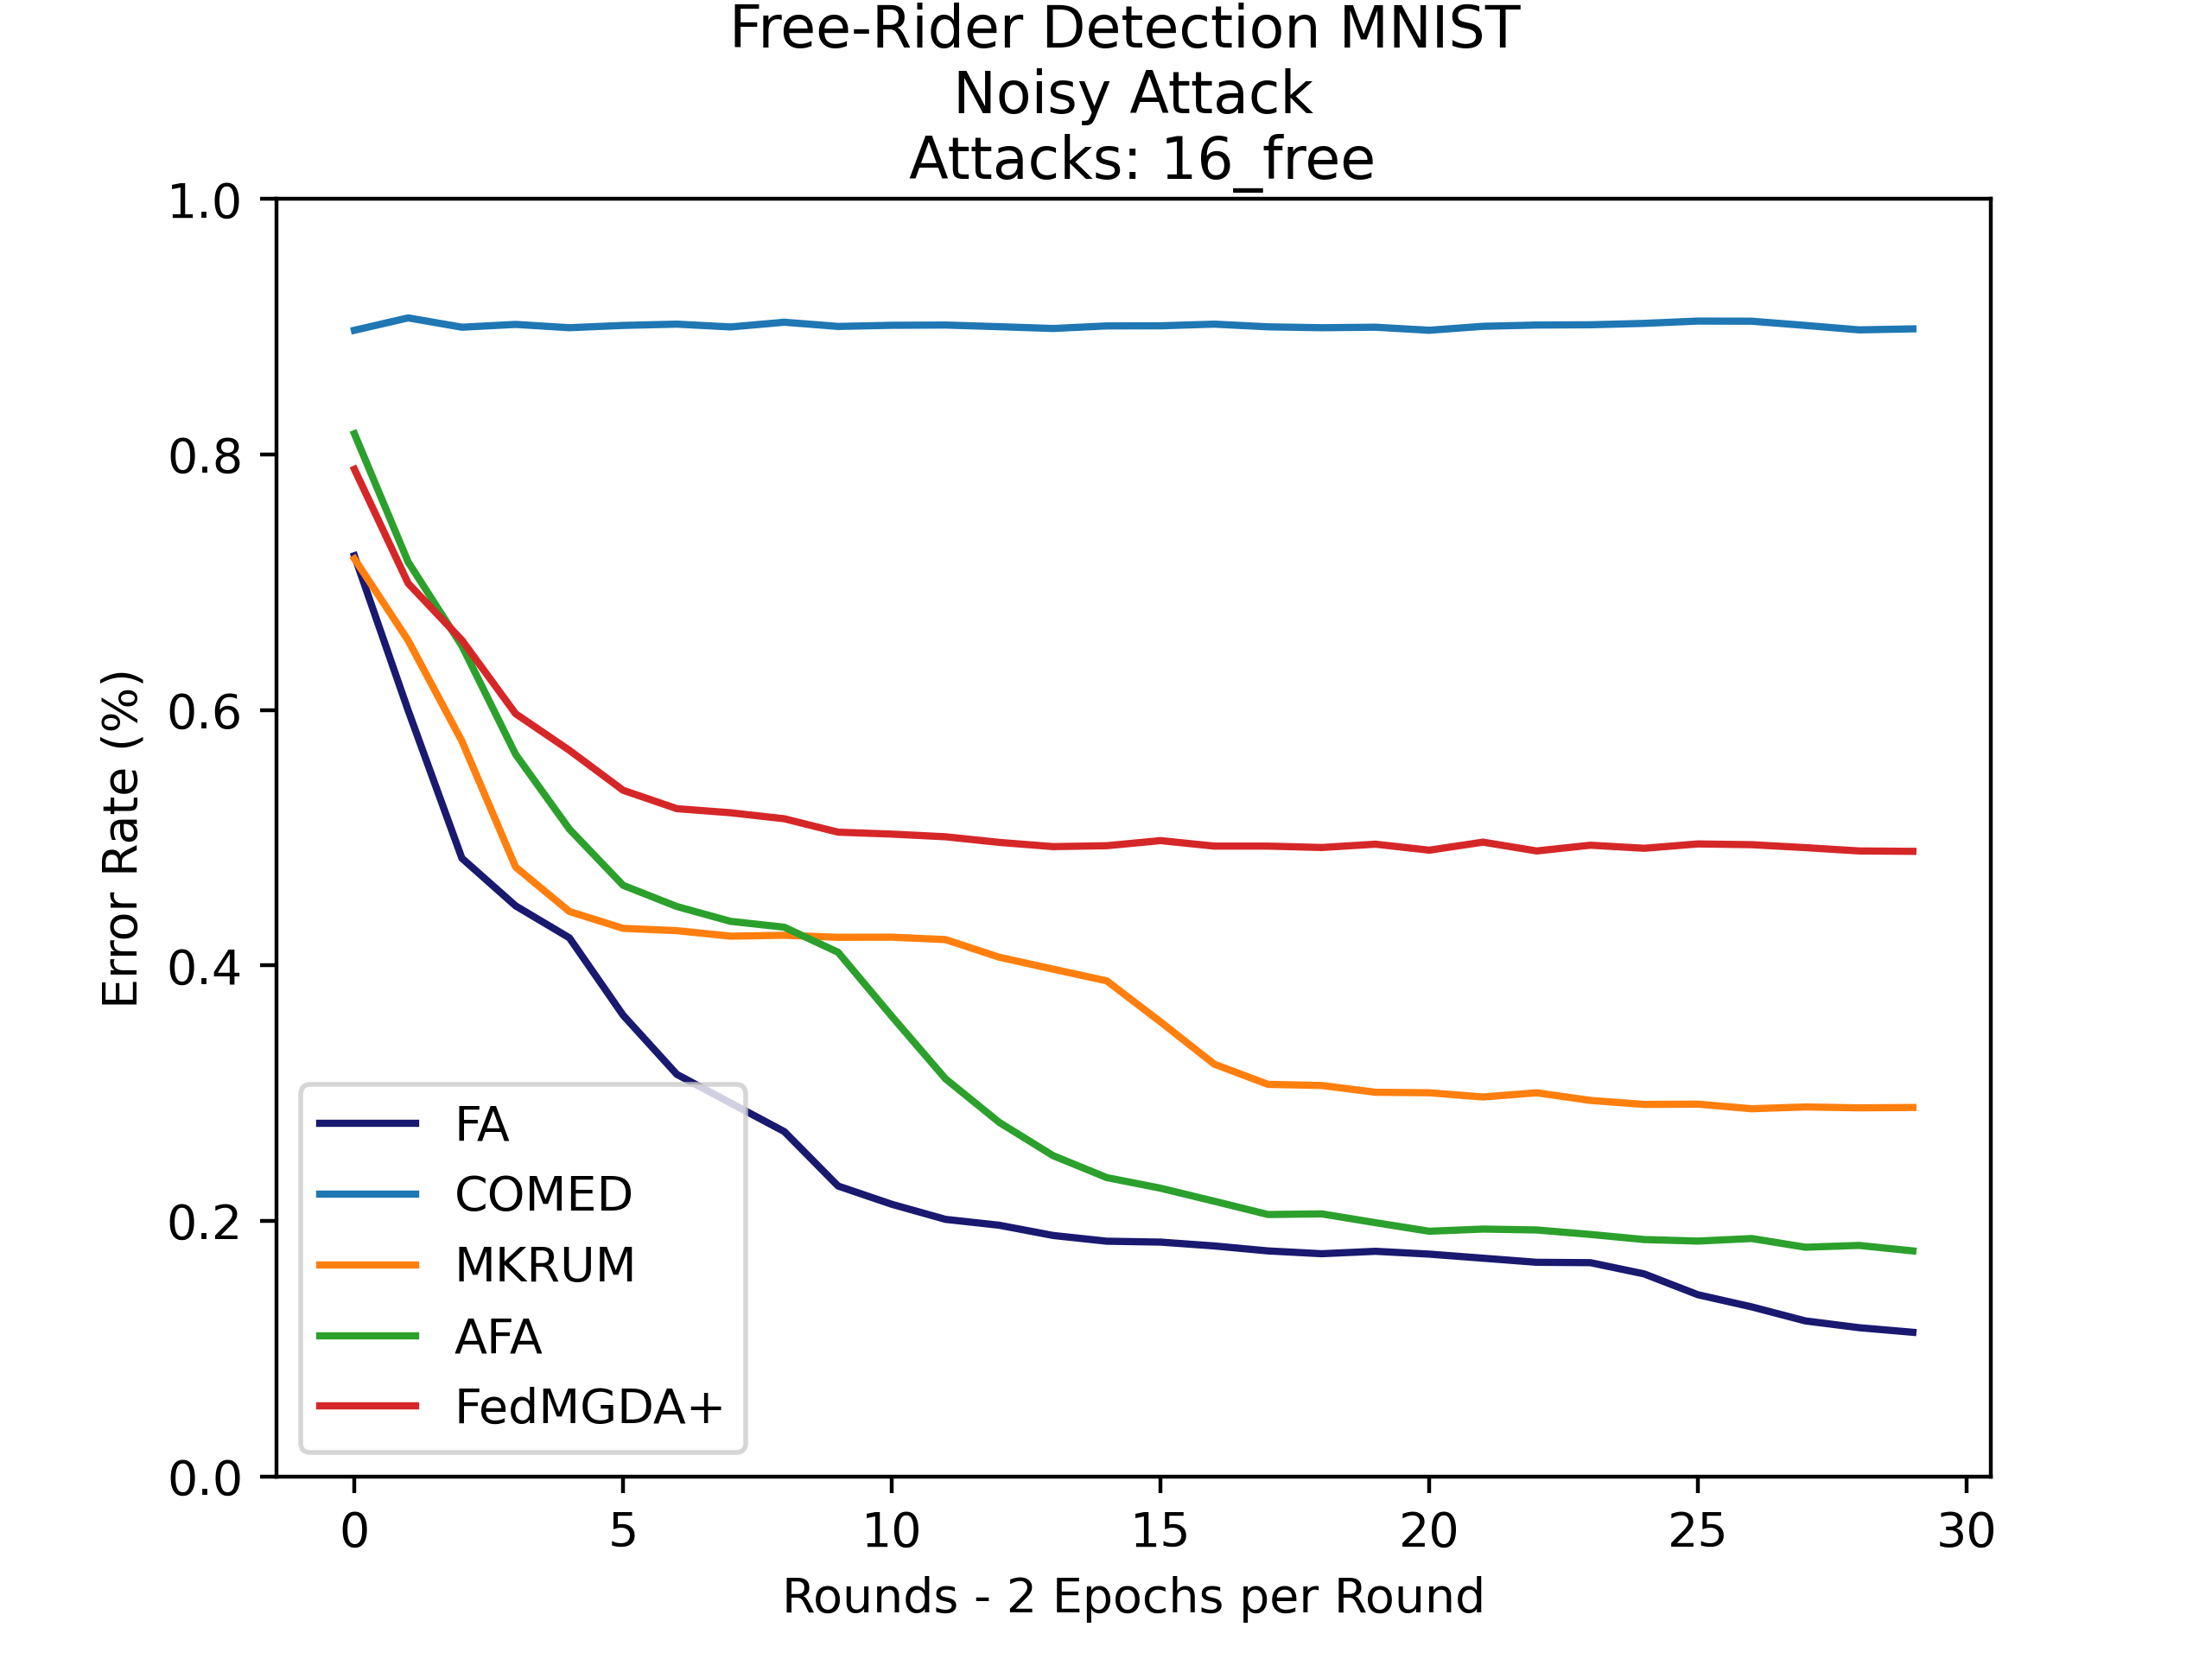 Free-Rider Detection MNIST
Noisy Attack
Attacks: 16_free
1.0
0.8
0.6
0.4
0.2
0.0
Error Rate (%)
FA
COMED
MKRUM
AFA
FedMGDA+
0 5 10 15 20 25 30
Rounds - 2 Epochs per Round